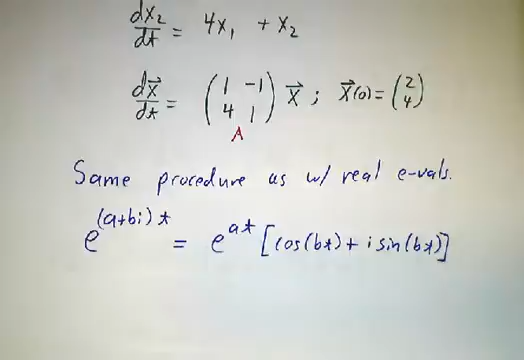 dx₂/dt = 4x₁ + x₂
dx⃗/dt = (1 -1; 4 1) x⃗ ; x⃗(0) = (2; 4)
A
Same procedure as w/ real e-vals.
e^(a+bi)t = e^at [cos(bt) + i sin(bt)]